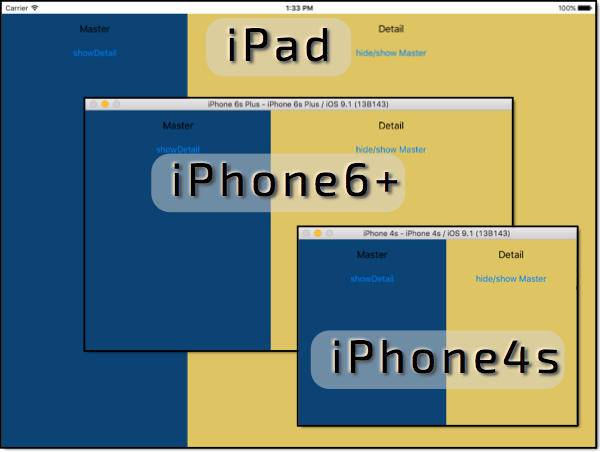 Carrier 1:33 PM 100%
Master Detail
showDetail hide/show Master
iPad
iPhone 6s Plus - iPhone 6s Plus / iOS 9.1 (13B143)
Master Detail
showDetail hide/show Master
iPhone6+
iPhone 4s - iPhone 4s / iOS 9.1 (13B143)
Master Detail
showDetail hide/show Master
iPhone4s